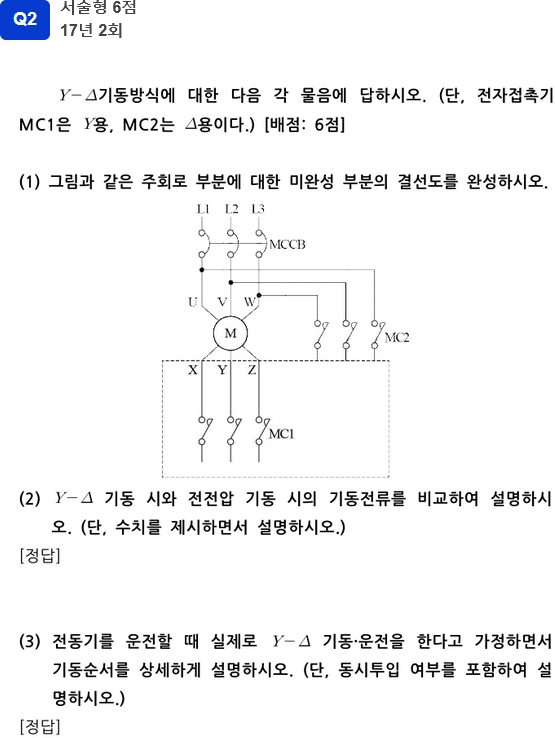 Q2
서술형 6점
17년 2회
Y-Δ기동방식에 대한 다음 각 물음에 답하시오. (단, 전자접촉기
MC1은 Y용, MC2는 Δ용이다.) [배점: 6점]
(1) 그림과 같은 주회로 부분에 대한 미완성 부분의 결선도를 완성하시오.
L1 L2 L3
MCCB
U V W
M
MC2
X Y Z
MC1
(2) Y-Δ 기동 시와 전전압 기동 시의 기동전류를 비교하여 설명하시
오. (단, 수치를 제시하면서 설명하시오.)
[정답]
(3) 전동기를 운전할 때 실제로 Y-Δ 기동·운전을 한다고 가정하면서
기동순서를 상세하게 설명하시오. (단, 동시투입 여부를 포함하여 설
명하시오.)
[정답]